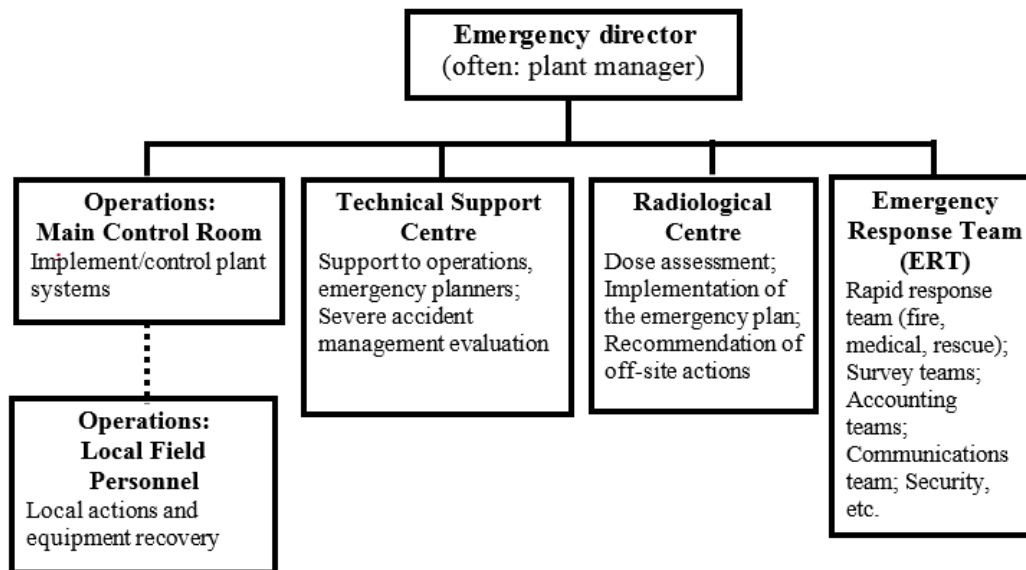 Emergency director
(often: plant manager)
Operations:
Main Control Room
Implement/control plant
systems
Technical Support
Centre
Support to operations,
emergency planners;
Severe accident
management evaluation
Radiological
Centre
Dose assessment;
Implementation of
the emergency plan;
Recommendation of
off-site actions
Emergency
Response Team
(ERT)
Rapid response
team (fire,
medical, rescue);
Survey teams;
Accounting
teams;
Communications
team; Security,
etc.
Operations:
Local Field
Personnel
Local actions and
equipment recovery